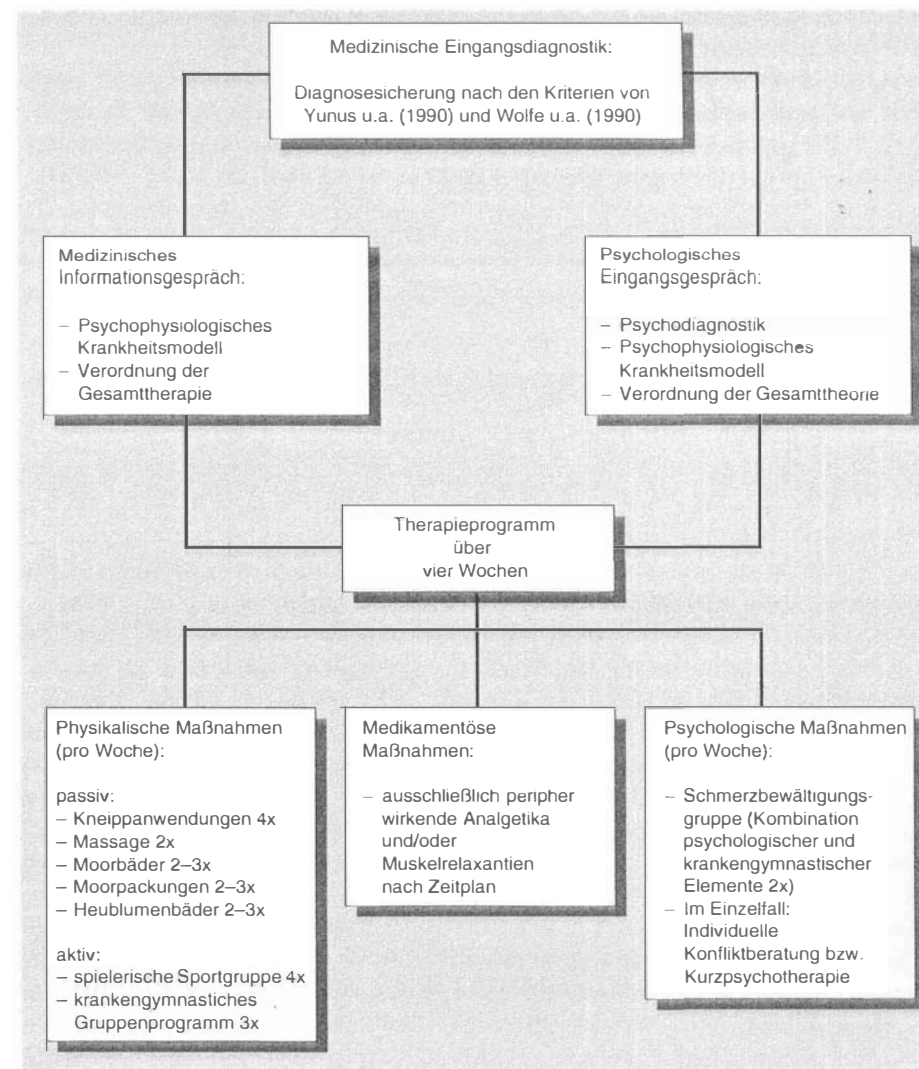 Medizinische Eingangsdiagnostik:
Diagnosesicherung nach den Kriterien von
Yunus u.a. (1990) und Wolfe u.a. (1990)
Medizinisches
Informationsgespräch:
– Psychophysiologisches
Krankheitsmodell
– Verordnung der
Gesamttherapie
Psychologisches
Eingangsgespräch:
– Psychodiagnostik
– Psychophysiologisches
Krankheitsmodell
– Verordnung der Gesamttheorie
Therapieprogramm
über
vier Wochen
Physikalische Maßnahmen
(pro Woche):
passiv:
– Kneippanwendungen 4x
– Massage 2x
– Moorbäder 2–3x
– Moorpackungen 2–3x
– Heublumenbäder 2–3x
aktiv:
– spielerische Sportgruppe 4x
– krankengymnastiches
Gruppenprogramm 3x
Medikamentöse
Maßnahmen:
– ausschließlich peripher
wirkende Analgetika
und/oder
Muskelrelaxantien
nach Zeitplan
Psychologische Maßnahmen
(pro Woche):
– Schmerzbewältigungs-
gruppe (Kombination
psychologischer und
krankengymnastischer
Elemente 2x)
– Im Einzelfall:
Individuelle
Konfliktberatung bzw.
Kurzpsychotherapie